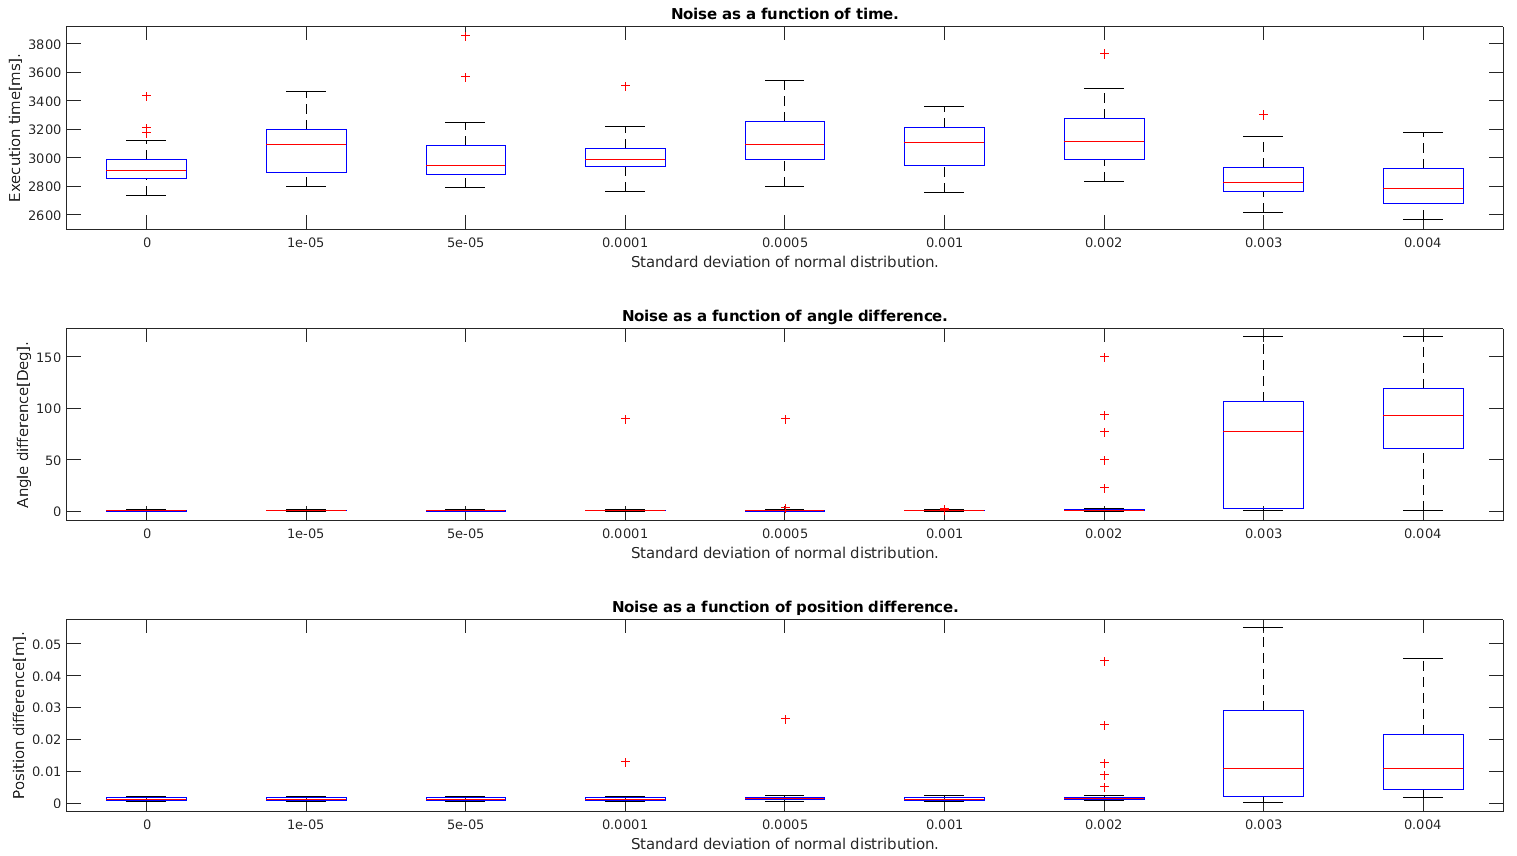 Noise as a function of time.
Execution time[ms].
3800
3600
3400
3200
3000
2800
2600
0 1e-05 5e-05 0.0001 0.0005 0.001 0.002 0.003 0.004
Standard deviation of normal distribution.
Noise as a function of angle difference.
Angle difference[Deg].
150
100
50
0
0 1e-05 5e-05 0.0001 0.0005 0.001 0.002 0.003 0.004
Standard deviation of normal distribution.
Noise as a function of position difference.
Position difference[m].
0.05
0.04
0.03
0.02
0.01
0
0 1e-05 5e-05 0.0001 0.0005 0.001 0.002 0.003 0.004
Standard deviation of normal distribution.